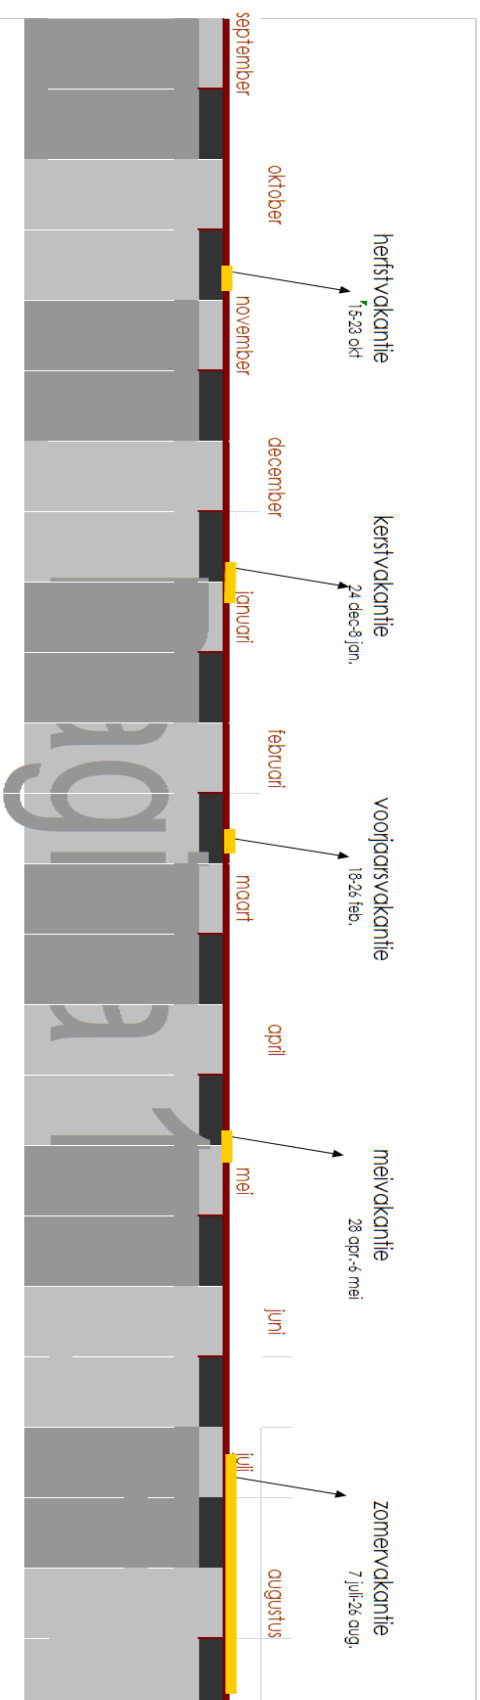 september
oktober
november
december
januari
februari
maart
april
mei
juni
juli
augustus
herfstvakantie
15-23 okt
kerstvakantie
24 dec-8 jan.
voorjaarsvakantie
18-26 feb.
meivakantie
28 apr.-6 mei
zomervakantie
7 juli-26 aug.